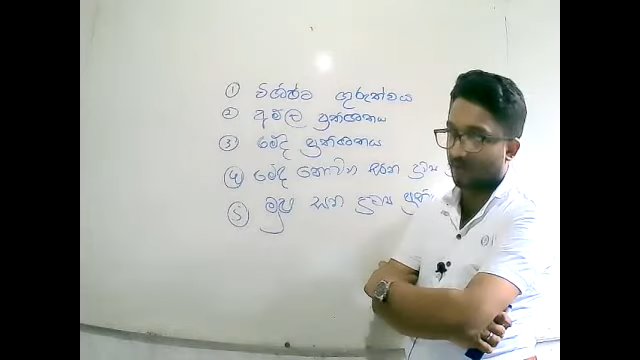 ① විශිෂ්ට ගුරුත්වය
② අම්ල ප්‍රතිශතය
③ මේද ප්‍රතිශතය
④ මේද නොවන ඝන ද්‍රව්‍ය
⑤ මුළු ඝන ද්‍රව්‍ය